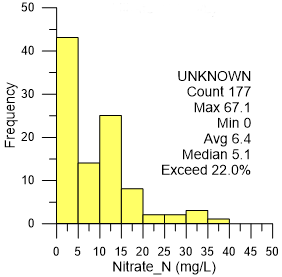 50
40
30
20
10
0
Frequency
UNKNOWN
Count 177
Max 67.1
Min 0
Avg 6.4
Median 5.1
Exceed 22.0%
0 5 10 15 20 25 30 35 40 45 50
Nitrate_N (mg/L)